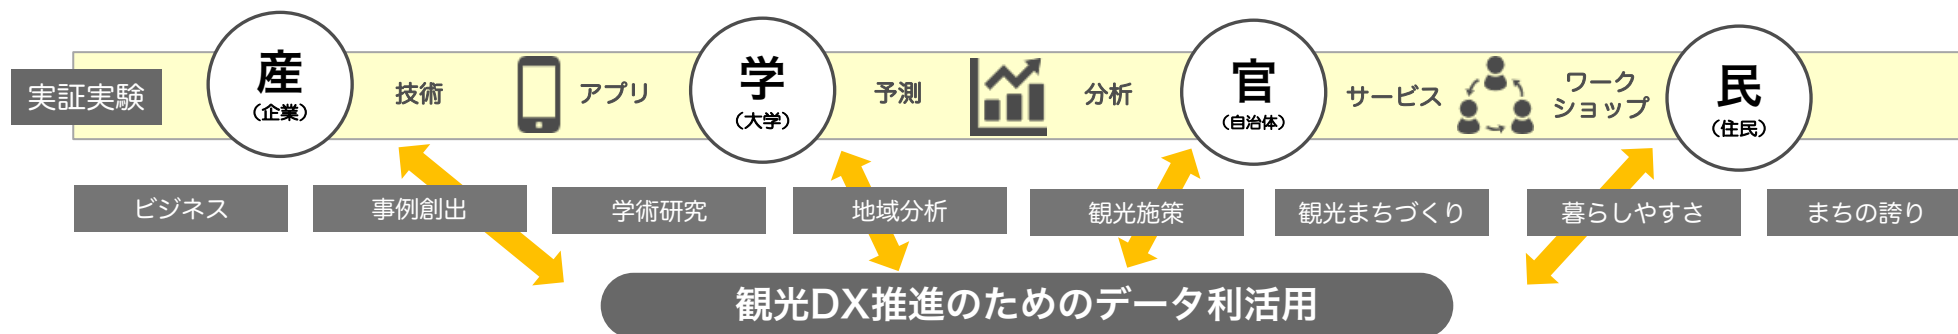 実証実験
産
（企業）
技術
アプリ
学
（大学）
予測
分析
官
（自治体）
サービス
ワーク
ショップ
民
（住民）
ビジネス
事例創出
学術研究
地域分析
観光施策
観光まちづくり
暮らしやすさ
まちの誇り
観光DX推進のためのデータ利活用